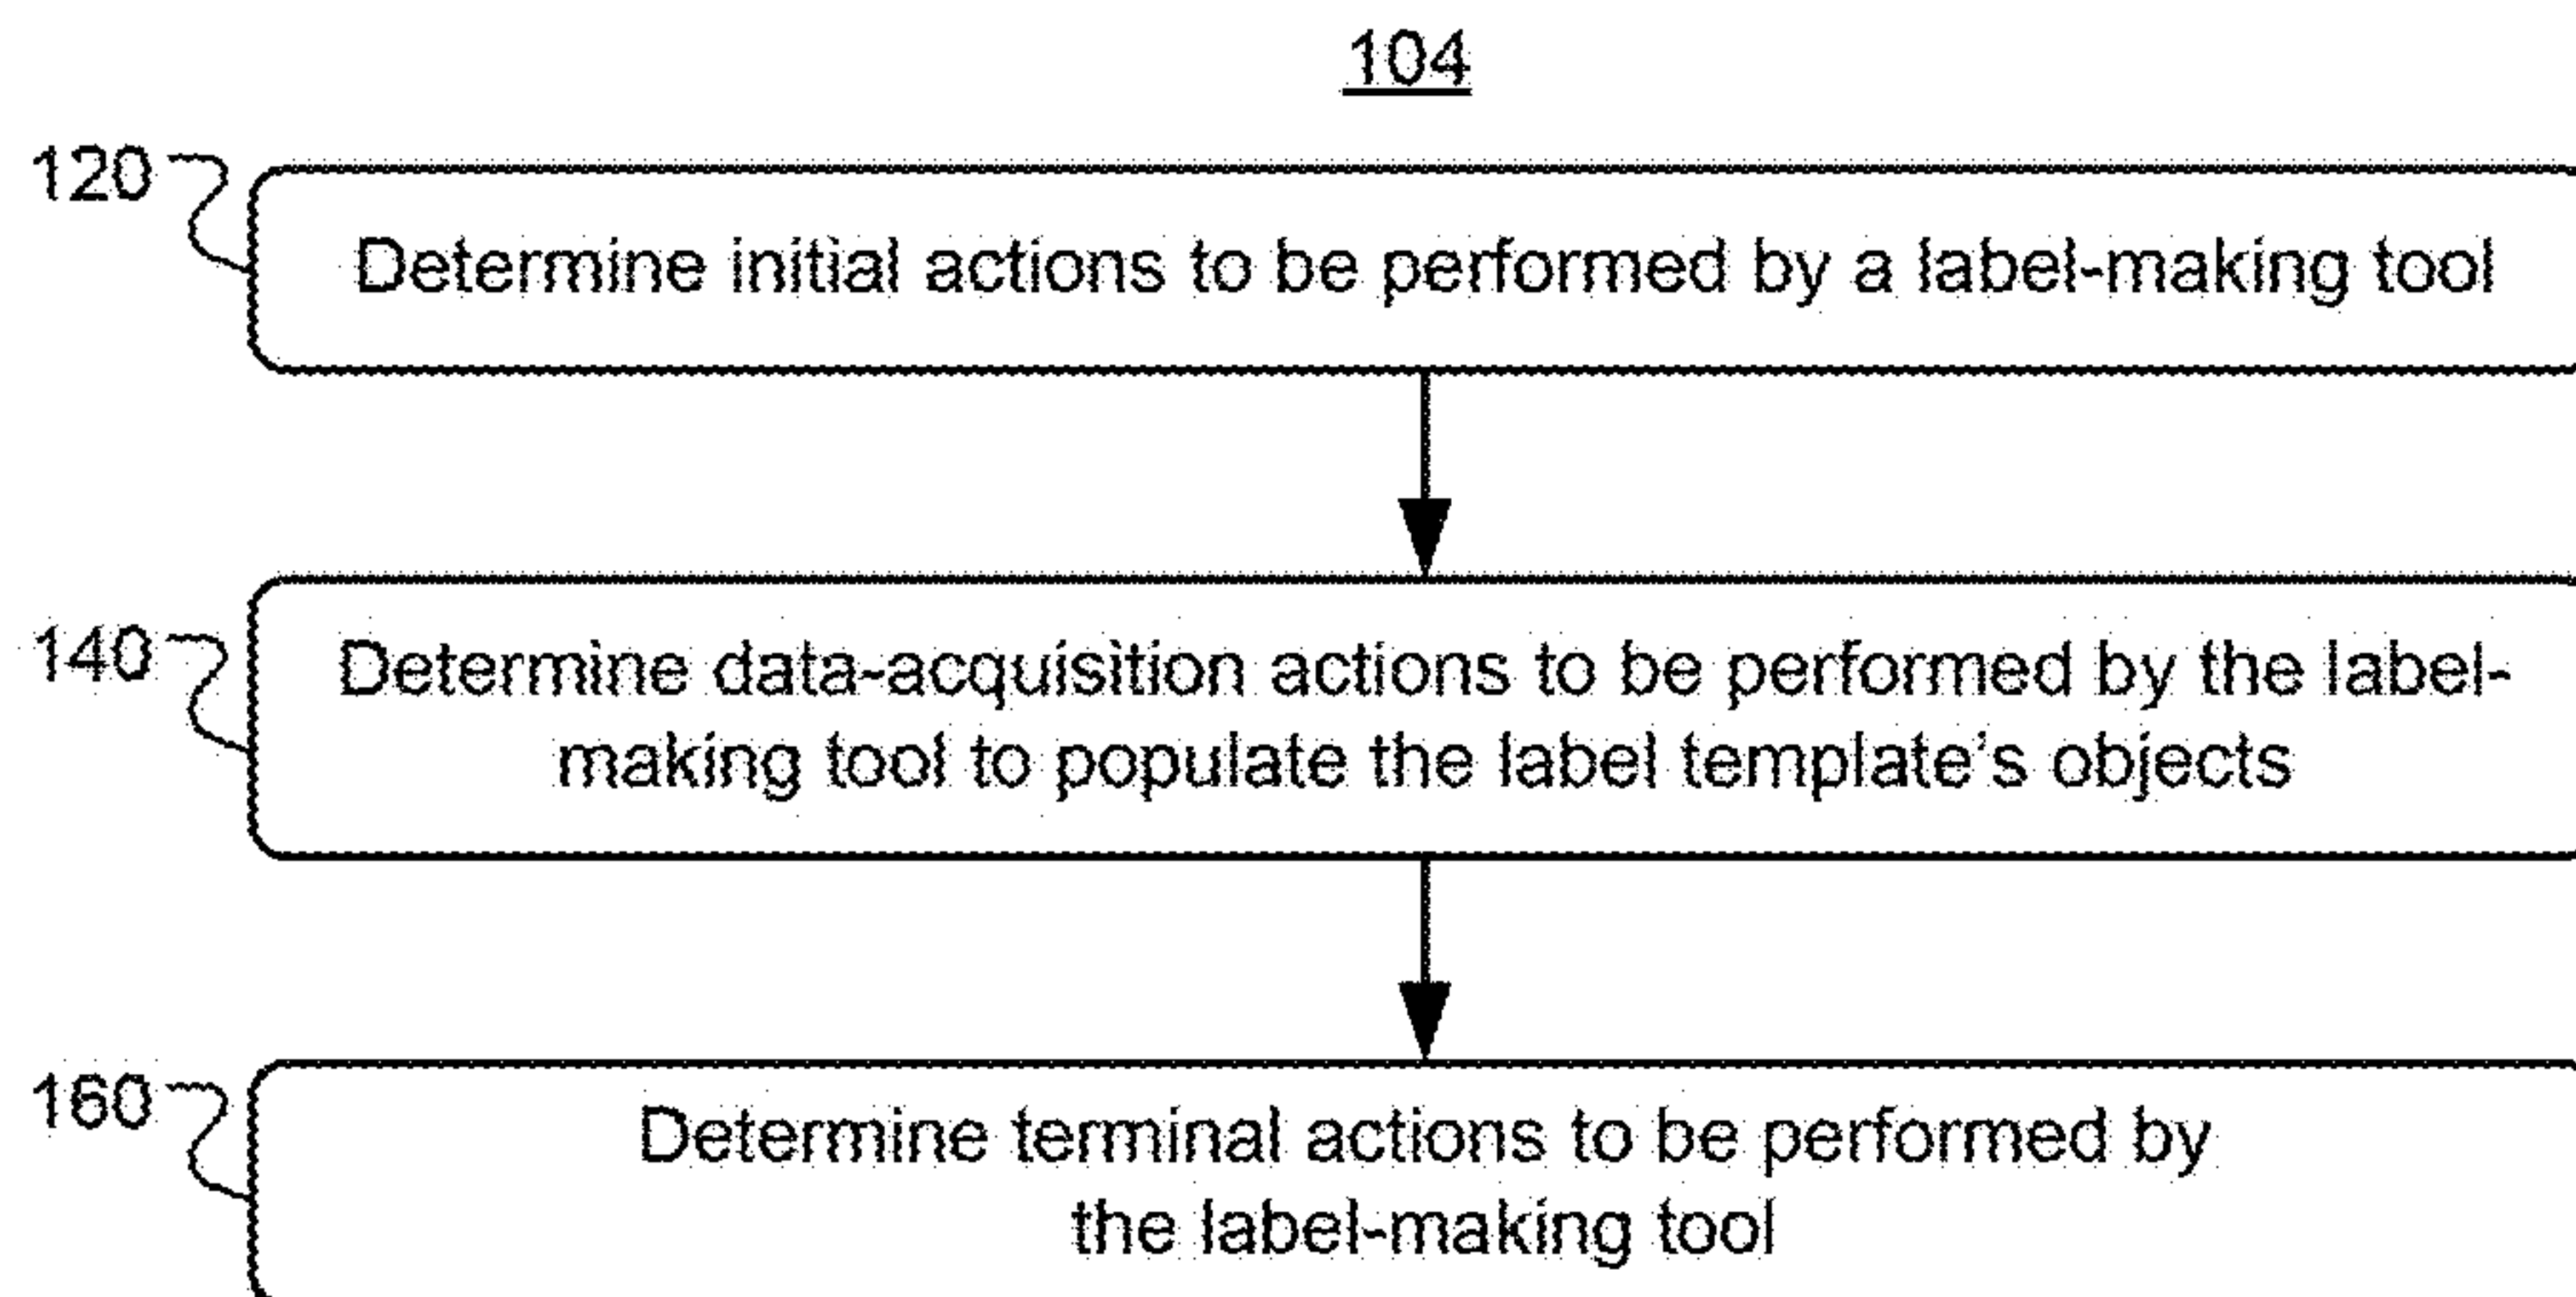 104
120
Determine initial actions to be performed by a label-making tool
140
Determine data-acquisition actions to be performed by the label-
making tool to populate the label template's objects
160
Determine terminal actions to be performed by
the label-making tool